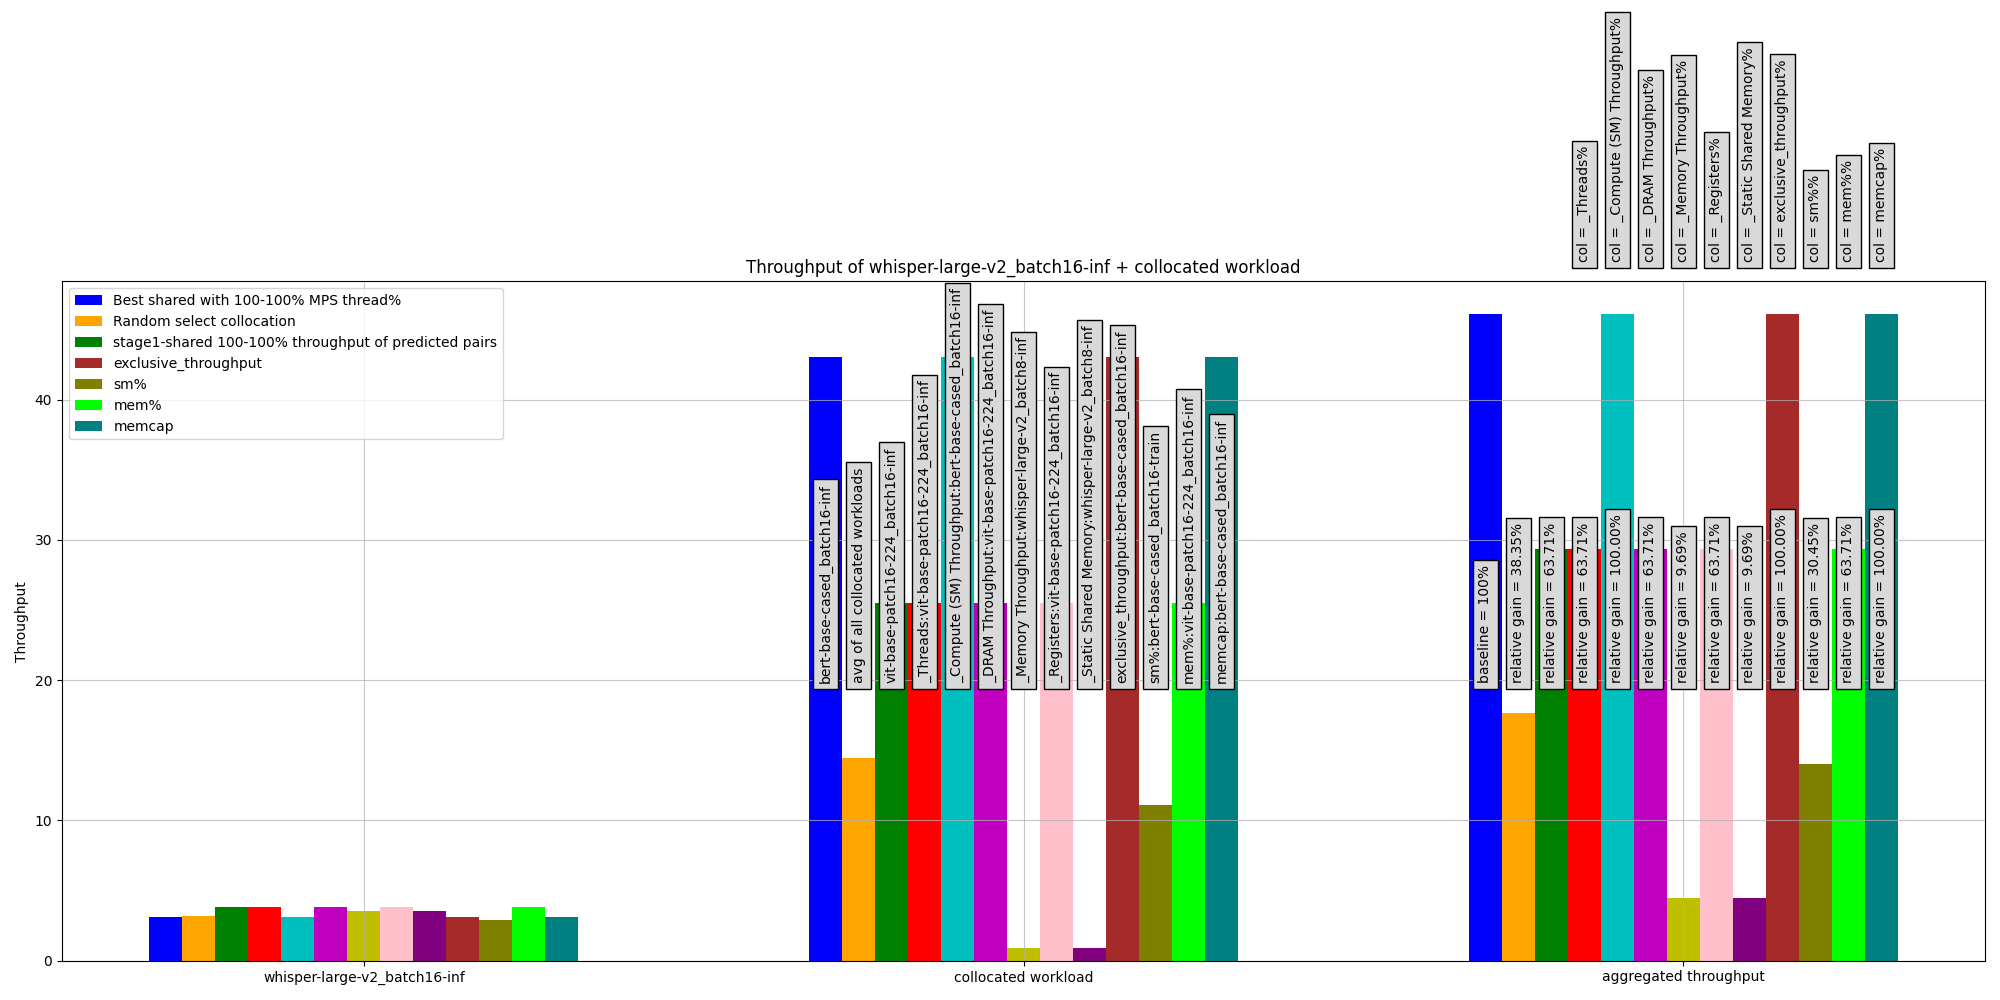 col = _Threads%
col = _Compute (SM) Throughput%
col = _DRAM Throughput%
col = _Memory Throughput%
col = _Registers%
col = _Static Shared Memory%
col = exclusive_throughput%
col = sm%%
col = mem%%
col = memcap%
Throughput of whisper-large-v2_batch16-inf + collocated workload
Best shared with 100-100% MPS thread%
Random select collocation
stage1-shared 100-100% throughput of predicted pairs
exclusive_throughput
sm%
mem%
memcap
Throughput
40
30
20
10
0
bert-base-cased_batch16-inf
avg of all collocated workloads
vit-base-patch16-224_batch16-inf
_Threads:vit-base-patch16-224_batch16-inf
_Compute (SM) Throughput:bert-base-cased_batch16-inf
_DRAM Throughput:vit-base-patch16-224_batch16-inf
_Memory Throughput:whisper-large-v2_batch8-inf
_Registers:vit-base-patch16-224_batch16-inf
_Static Shared Memory:whisper-large-v2_batch8-inf
exclusive_throughput:bert-base-cased_batch16-inf
sm%:bert-base-cased_batch16-train
mem%:vit-base-patch16-224_batch16-inf
memcap:bert-base-cased_batch16-inf
baseline = 100%
relative gain = 38.35%
relative gain = 63.71%
relative gain = 63.71%
relative gain = 100.00%
relative gain = 63.71%
relative gain = 9.69%
relative gain = 63.71%
relative gain = 9.69%
relative gain = 100.00%
relative gain = 30.45%
relative gain = 63.71%
relative gain = 100.00%
whisper-large-v2_batch16-inf
collocated workload
aggregated throughput